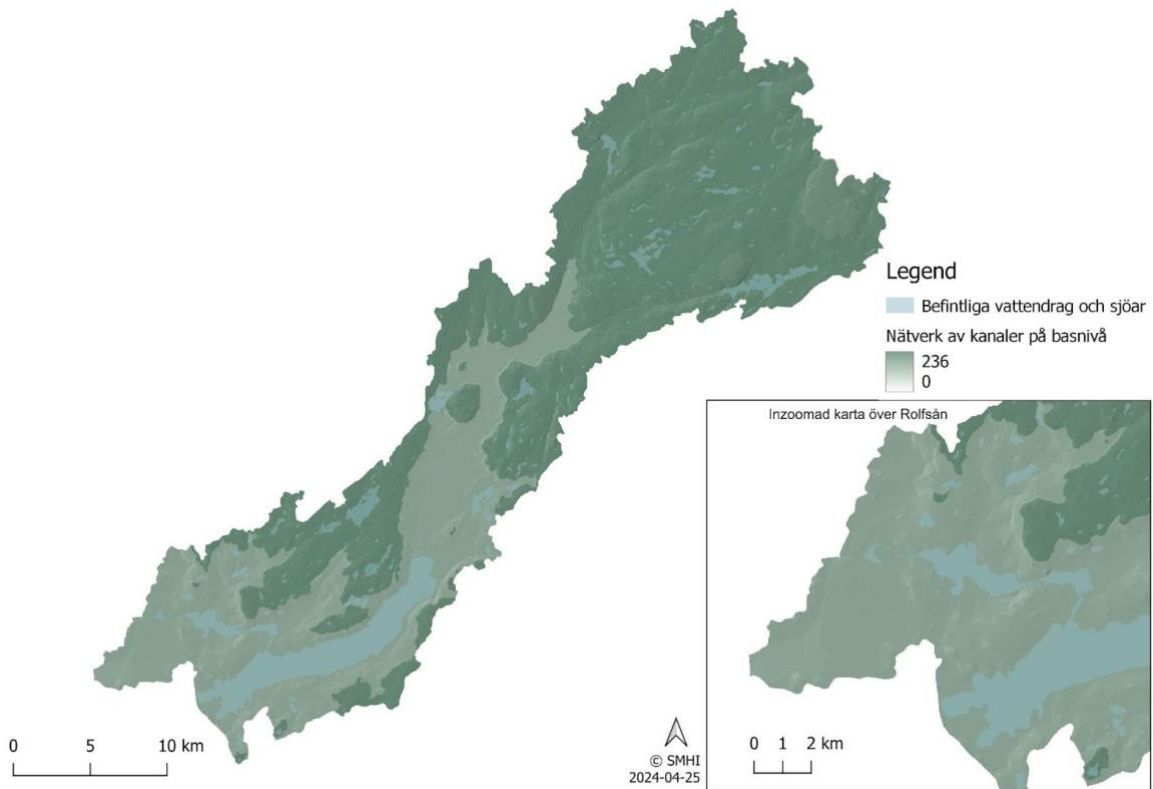 Legend
Befintliga vattendrag och sjöar
Nätverk av kanaler på basnivå
236
0
Inzoomad karta över Rolfsån
0 5 10 km
© SMHI
2024-04-25
0 1 2 km